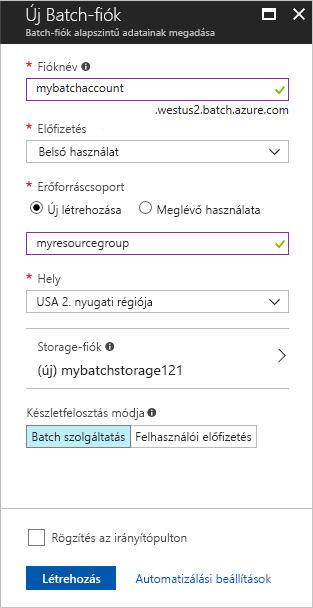 Új Batch-fiók
Batch-fiók alapszintű adatainak megadása
* Fióknév
mybatchaccount
.westus2.batch.azure.com
* Előfizetés
Belső használat
* Erőforráscsoport
Új létrehozása Meglévő használata
myresourcegroup
* Hely
USA 2. nyugati régiója
Storage-fiók
(új) mybatchstorage121
Készletfelosztás módja
Batch szolgáltatás Felhasználói előfizetés
Rögzítés az irányítópulton
Létrehozás Automatizálási beállítások